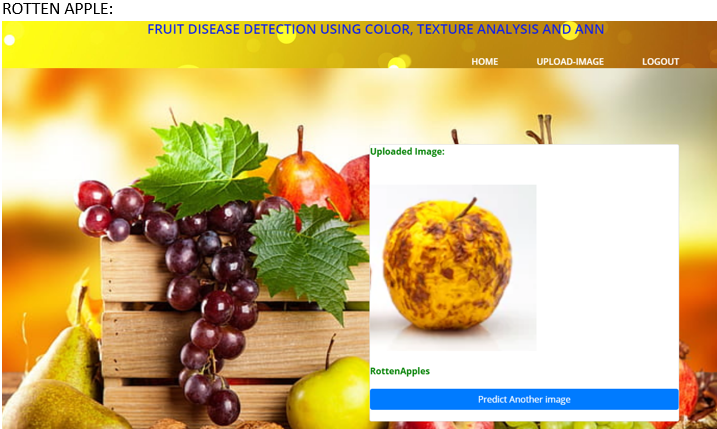 ROTTEN APPLE:
FRUIT DISEASE DETECTION USING COLOR, TEXTURE ANALYSIS AND ANN
HOME UPLOAD-IMAGE LOGOUT
Uploaded Image:
RottenApples
Predict Another image